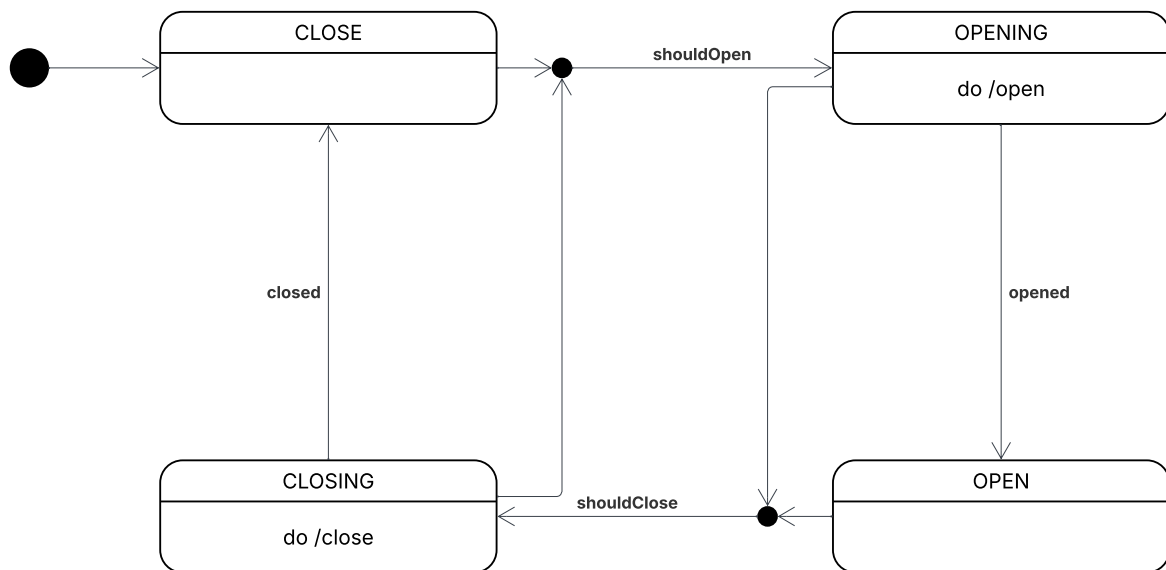 CLOSE
shouldOpen
OPENING
do /open
closed
opened
CLOSING
do /close
shouldClose
OPEN